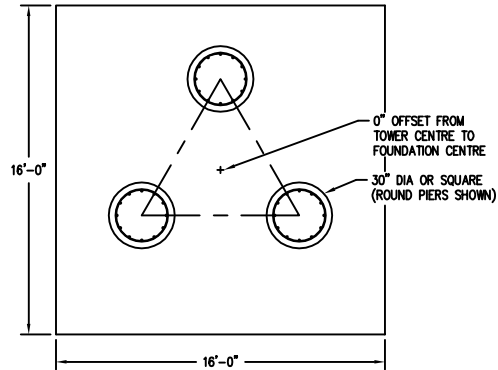 0" OFFSET FROM
TOWER CENTRE TO
FOUNDATION CENTRE
16'-0"
30" DIA OR SQUARE
(ROUND PIERS SHOWN)
16'-0"